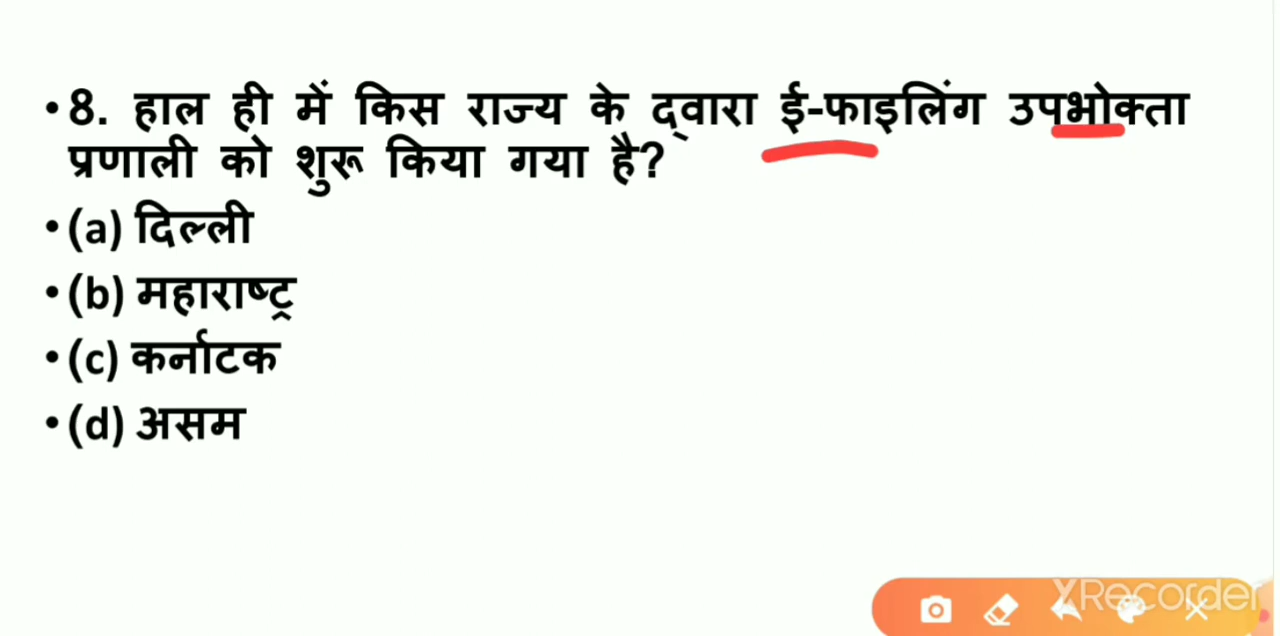 •8. हाल ही में किस राज्य के द्वारा ई-फाइलिंग उपभोक्ता
प्रणाली को शुरू किया गया है?
•(a) दिल्ली
•(b) महाराष्ट्र
•(c) कर्नाटक
•(d) असम
XRecorder